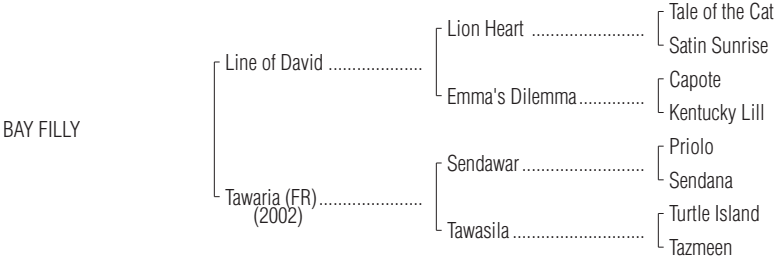 Tale of the Cat
Lion Heart ........................
Satin Sunrise
Line of David ....................
Capote
Emma's Dilemma..............
Kentucky Lill
BAY FILLY
Priolo
Sendawar ..........................
Sendana
Tawaria (FR)......................
(2002)
Turtle Island
Tawasila ............................
Tazmeen